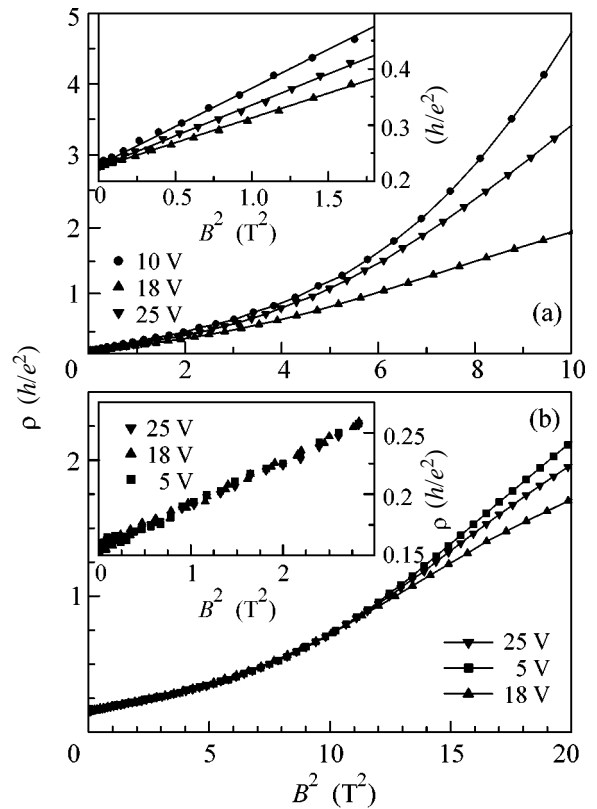 5
4
3
2
1
0
0.4
0.3
0.2
(h/e²)
0 0.5 1.0 1.5
B² (T²)
10 V
18 V
25 V
(a)
2 4 6 8 10
ρ (h/e²)
(b)
25 V
18 V
5 V
0.25
0.2
0.15
ρ (h/e²)
0 1 2
B² (T²)
2
1
25 V
5 V
18 V
0 5 10 15 20
B² (T²)